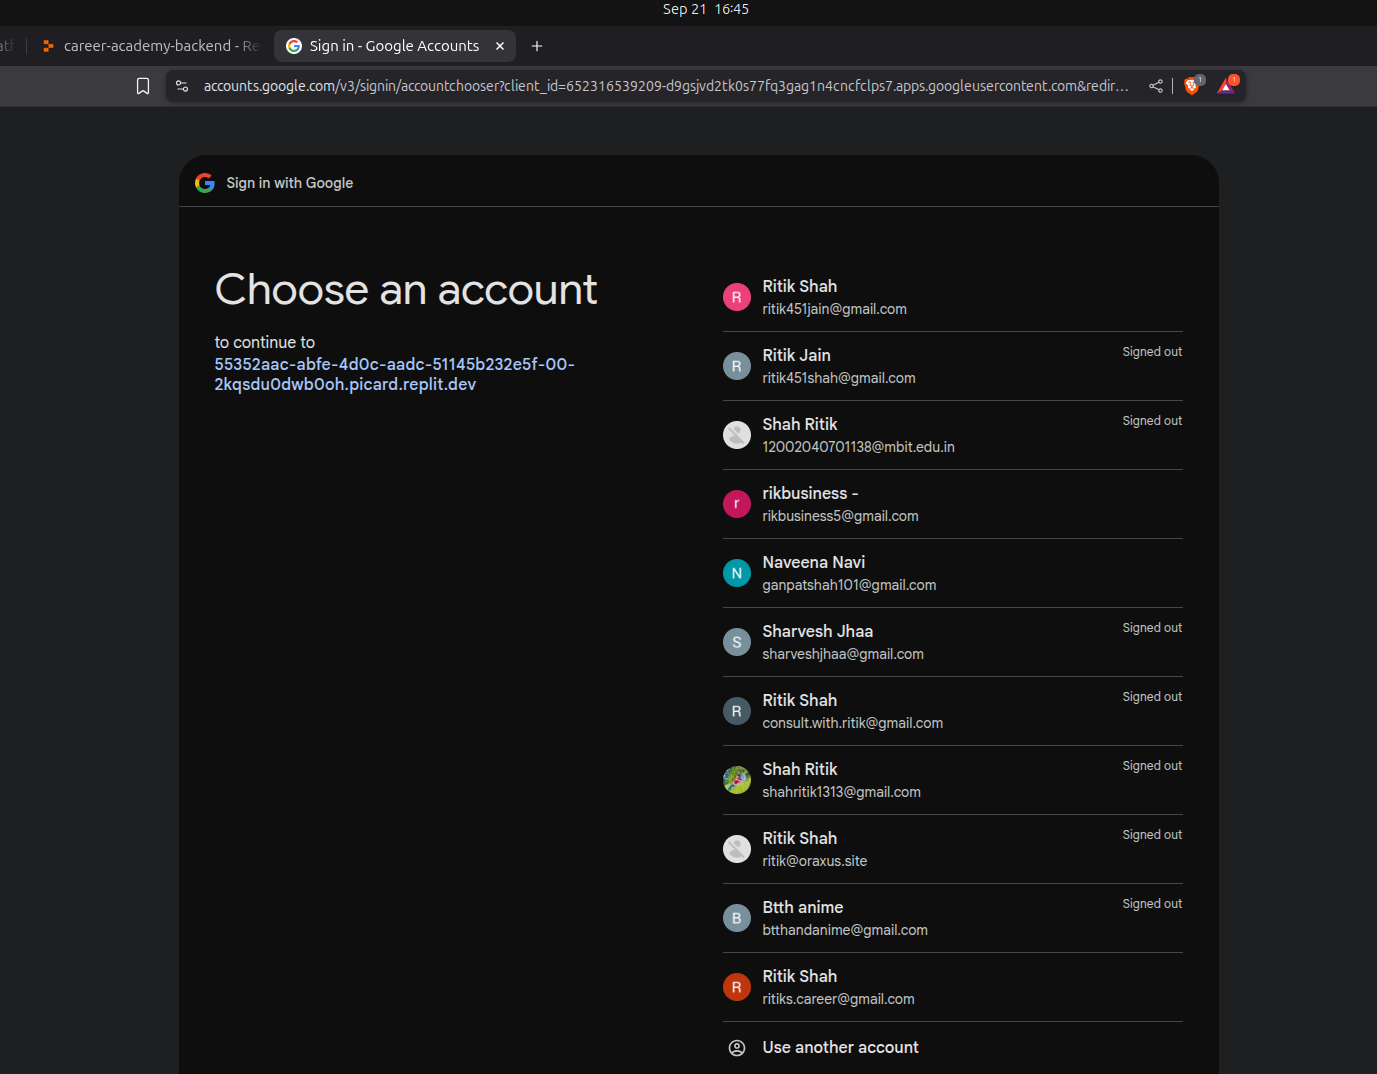 Sep 21 16:45
career-academy-backend - Re
Sign in - Google Accounts
accounts.google.com/v3/signin/accountchooser?client_id=652316539209-d9gsjvd2tk0s77fq3gag1n4cncfclps7.apps.googleusercontent.com&redir...
1
1
Sign in with Google
Choose an account
to continue to
55352aac-abfe-4d0c-aadc-51145b232e5f-00-
2kqsdu0dwb0oh.picard.replit.dev
R
Ritik Shah
ritik451jain@gmail.com
R
Ritik Jain
Signed out
ritik451shah@gmail.com
Shah Ritik
Signed out
12002040701138@mbit.edu.in
r
rikbusiness -
rikbusiness5@gmail.com
N
Naveena Navi
ganpatshah101@gmail.com
S
Sharvesh Jhaa
Signed out
sharveshjhaa@gmail.com
R
Ritik Shah
Signed out
consult.with.ritik@gmail.com
Shah Ritik
Signed out
shahritik1313@gmail.com
Ritik Shah
Signed out
ritik@oraxus.site
B
Btth anime
Signed out
btthandanime@gmail.com
R
Ritik Shah
ritiks.career@gmail.com
Use another account